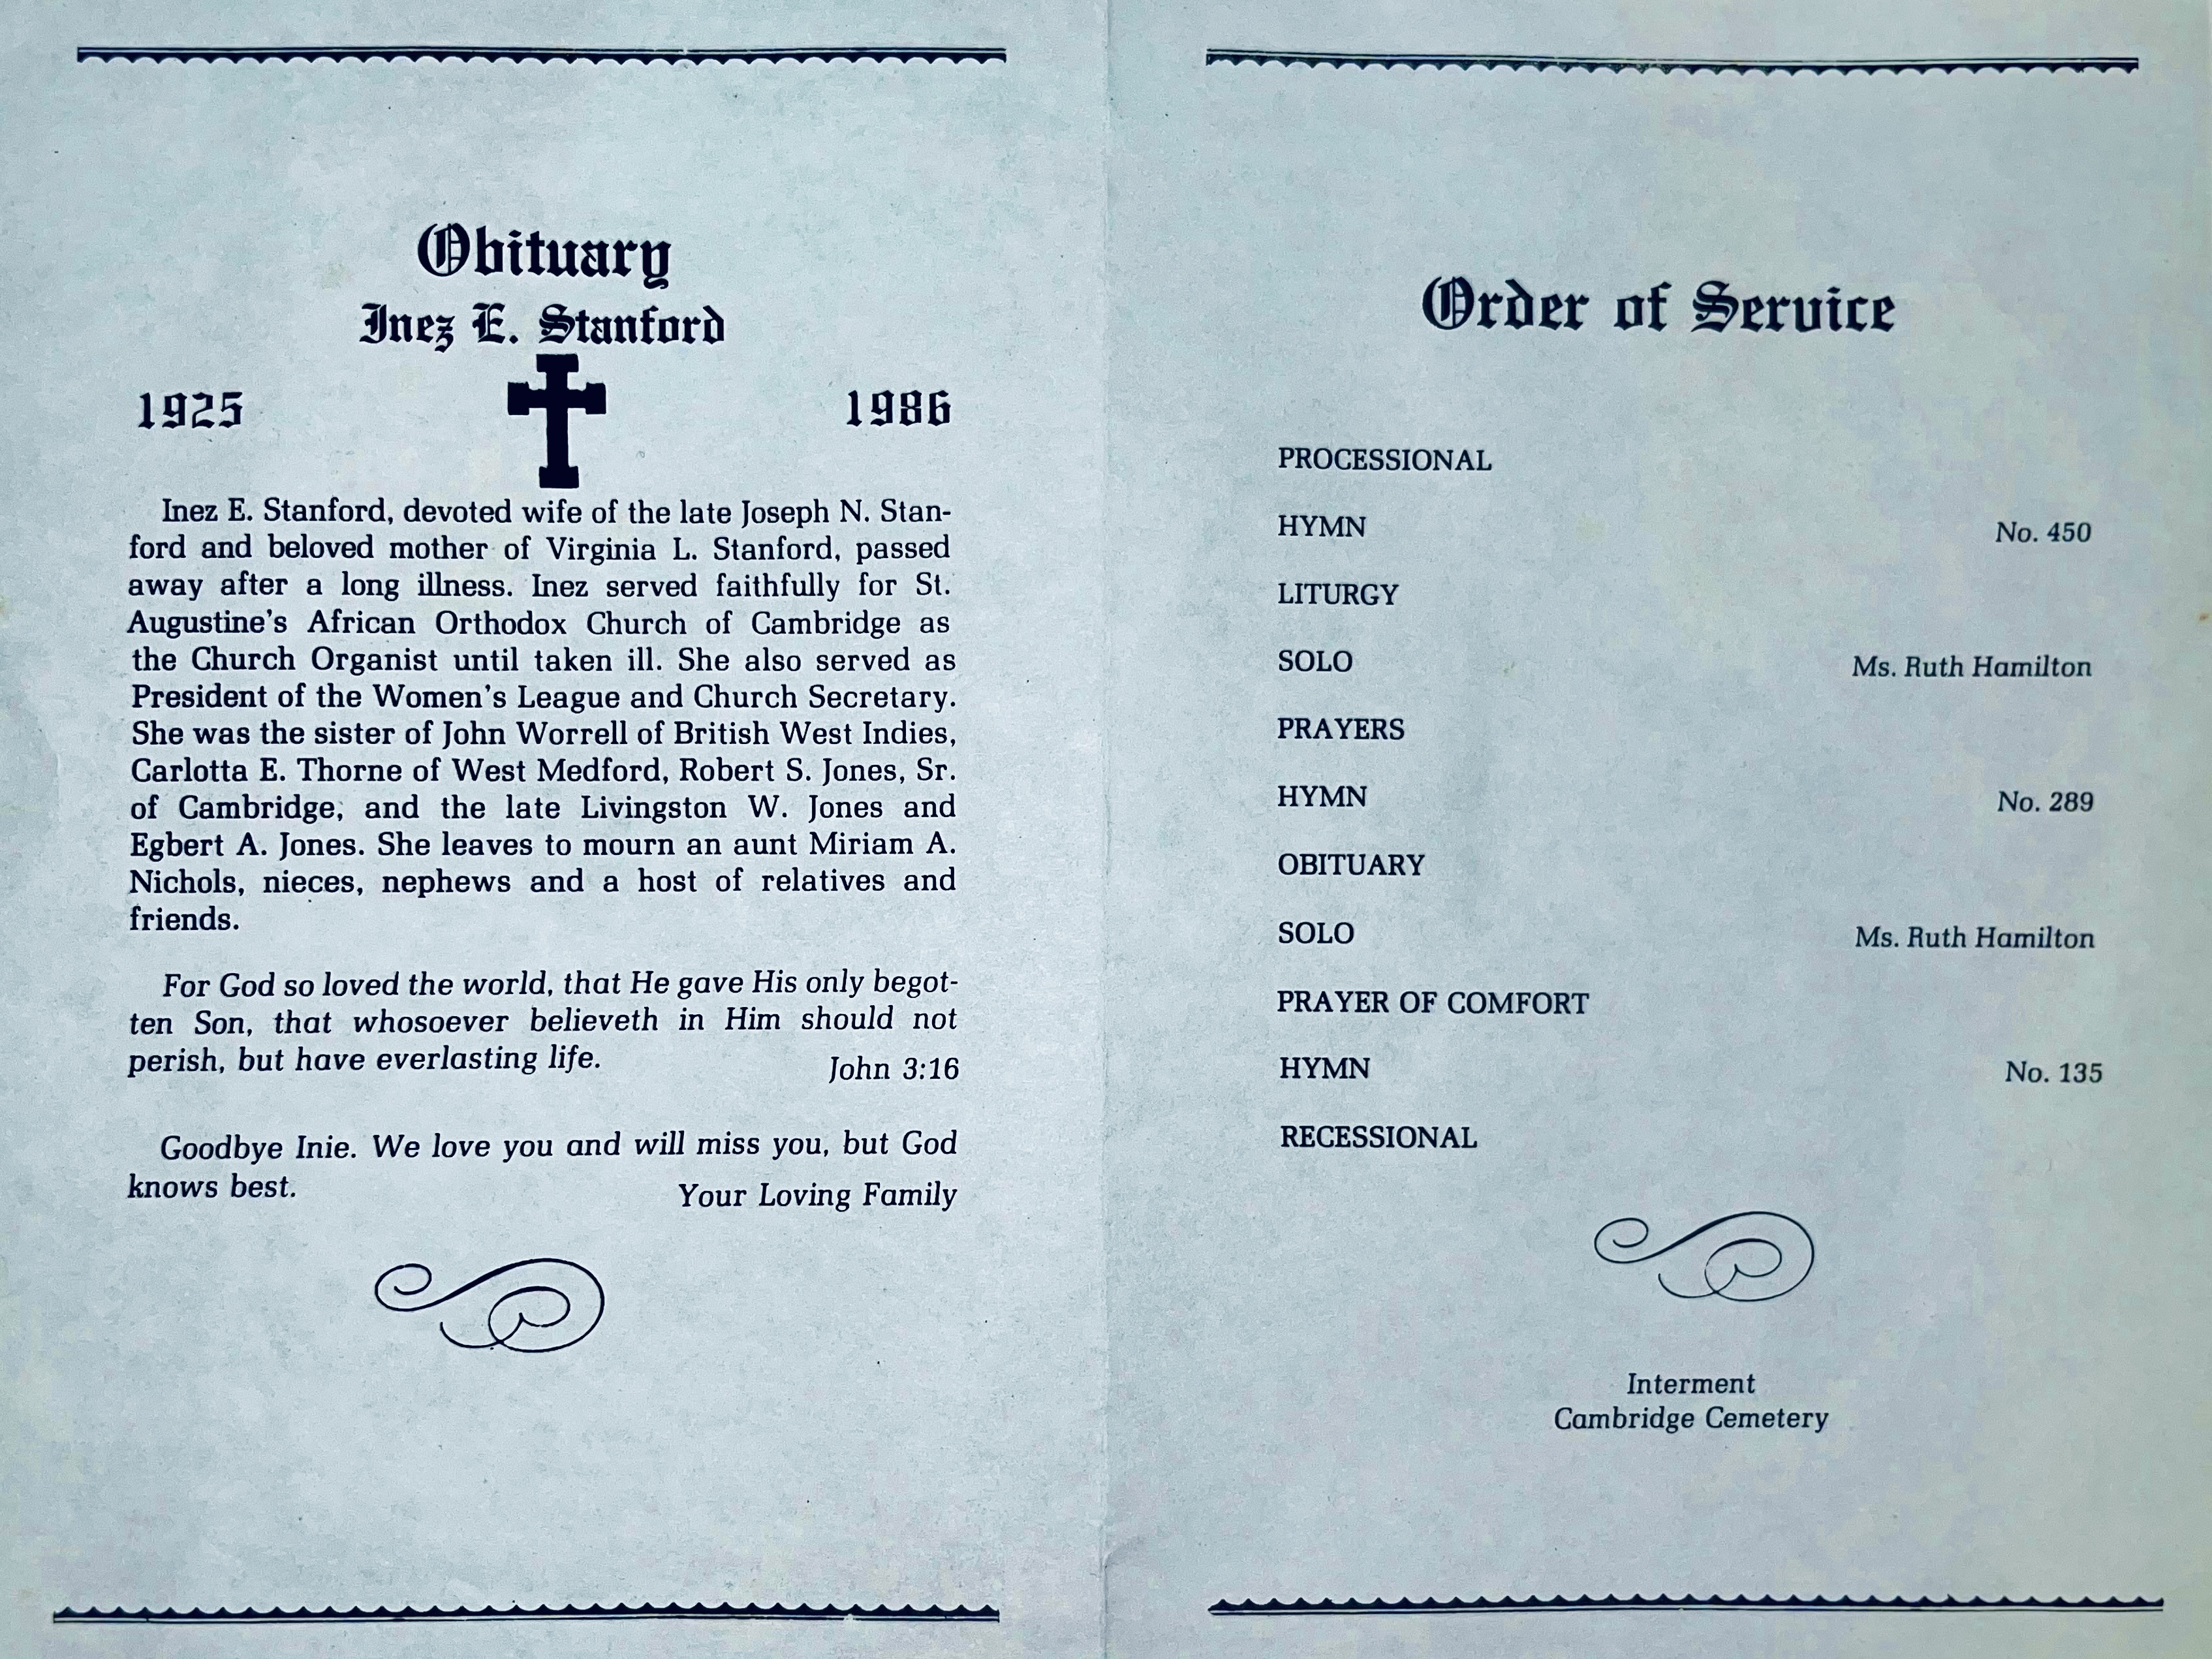 Obituary
Inez E. Stanford
1925 1986
Inez E. Stanford, devoted wife of the late Joseph N. Stan-
ford and beloved mother of Virginia L. Stanford, passed
away after a long illness. Inez served faithfully for St.
Augustine's African Orthodox Church of Cambridge as
the Church Organist until taken ill. She also served as
President of the Women's League and Church Secretary.
She was the sister of John Worrell of British West Indies,
Carlotta E. Thorne of West Medford, Robert S. Jones, Sr.
of Cambridge, and the late Livingston W. Jones and
Egbert A. Jones. She leaves to mourn an aunt Miriam A.
Nichols, nieces, nephews and a host of relatives and
friends.
For God so loved the world, that He gave His only begot-
ten Son, that whosoever believeth in Him should not
perish, but have everlasting life.
John 3:16
Goodbye Inie. We love you and will miss you, but God
knows best.
Your Loving Family
Order of Service
PROCESSIONAL
HYMN No. 450
LITURGY
SOLO Ms. Ruth Hamilton
PRAYERS
HYMN No. 289
OBITUARY
SOLO Ms. Ruth Hamilton
PRAYER OF COMFORT
HYMN No. 135
RECESSIONAL
Interment
Cambridge Cemetery